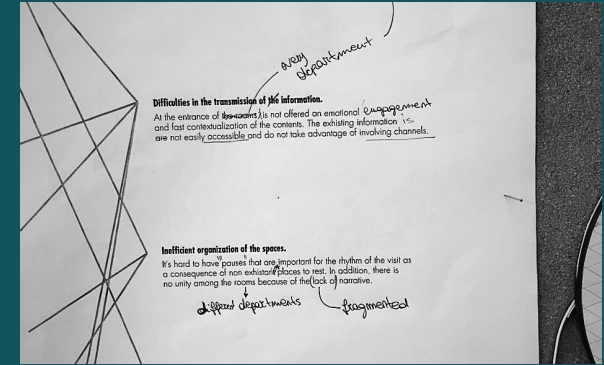 every
department
Difficulties in the transmission of the information.
At the entrance of the rooms, is not offered an emotional engagement
and fast contextualization of the contents. The exhisting information is
are not easily accessible and do not take advantage of involving channels.
Inefficient organization of the spaces.
It's hard to have "pauses" that are important for the rhythm of the visit as
a consequence of non exhistant places to rest. In addition, there is
no unity among the rooms because of the (lack of) narrative.
different departments
fragmented